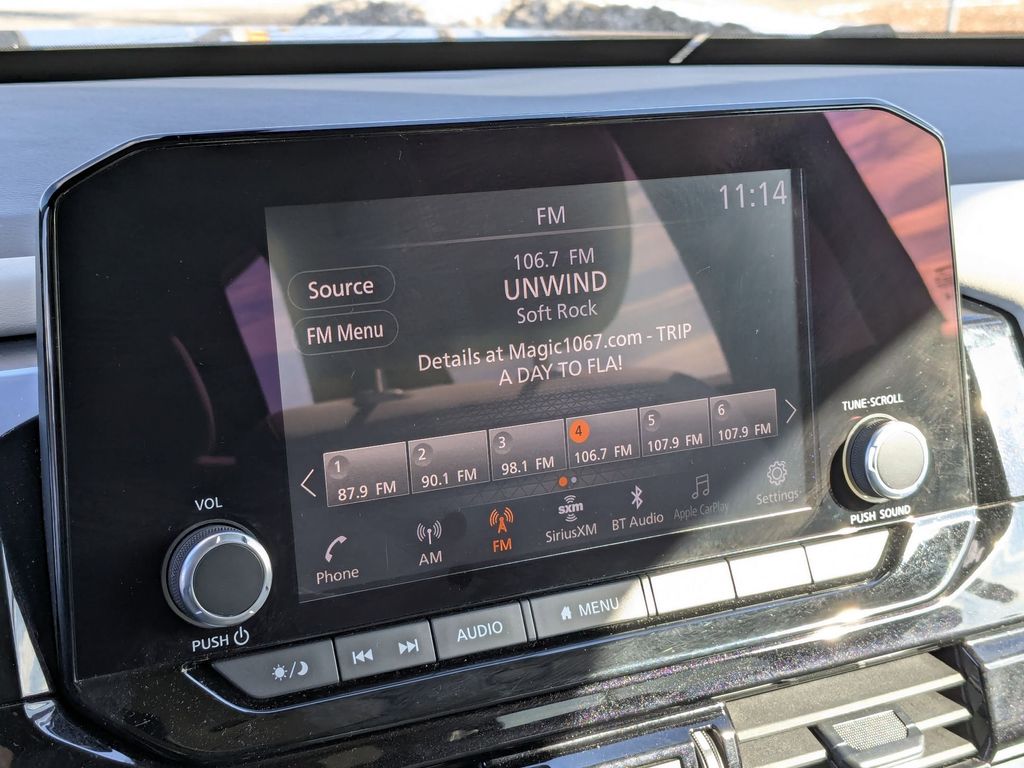 11:14
FM
106.7 FM
UNWIND
Soft Rock
Source
FM Menu
Details at Magic1067.com - TRIP
A DAY TO FLA!
1
87.9 FM
2
90.1 FM
3
98.1 FM
4
106.7 FM
5
107.9 FM
6
107.9 FM
Phone
AM
FM
sxm
SiriusXM
BT Audio
Apple CarPlay
Settings
VOL
PUSH
TUNE·SCROLL
PUSH SOUND
AUDIO
MENU